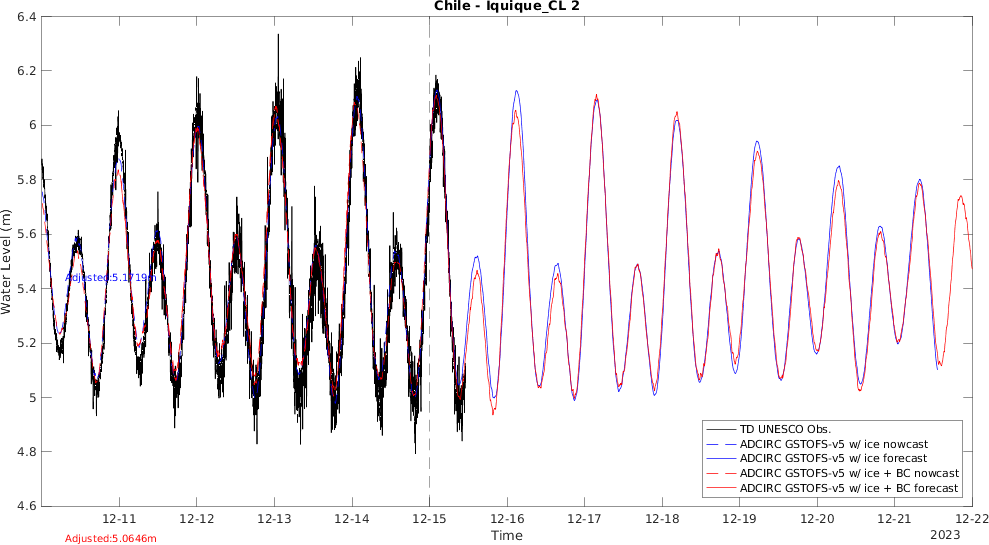 Chile - Iquique_CL 2
6.4
6.2
6
5.8
5.6
5.4
5.2
5
4.8
4.6
Water Level (m)
Adjusted:5.1719m
TD UNESCO Obs.
ADCIRC GSTOFS-v5 w/ ice nowcast
ADCIRC GSTOFS-v5 w/ ice forecast
ADCIRC GSTOFS-v5 w/ ice + BC nowcast
ADCIRC GSTOFS-v5 w/ ice + BC forecast
12-11 12-12 12-13 12-14 12-15 12-16 12-17 12-18 12-19 12-20 12-21 12-22
Time
2023
Adjusted:5.0646m